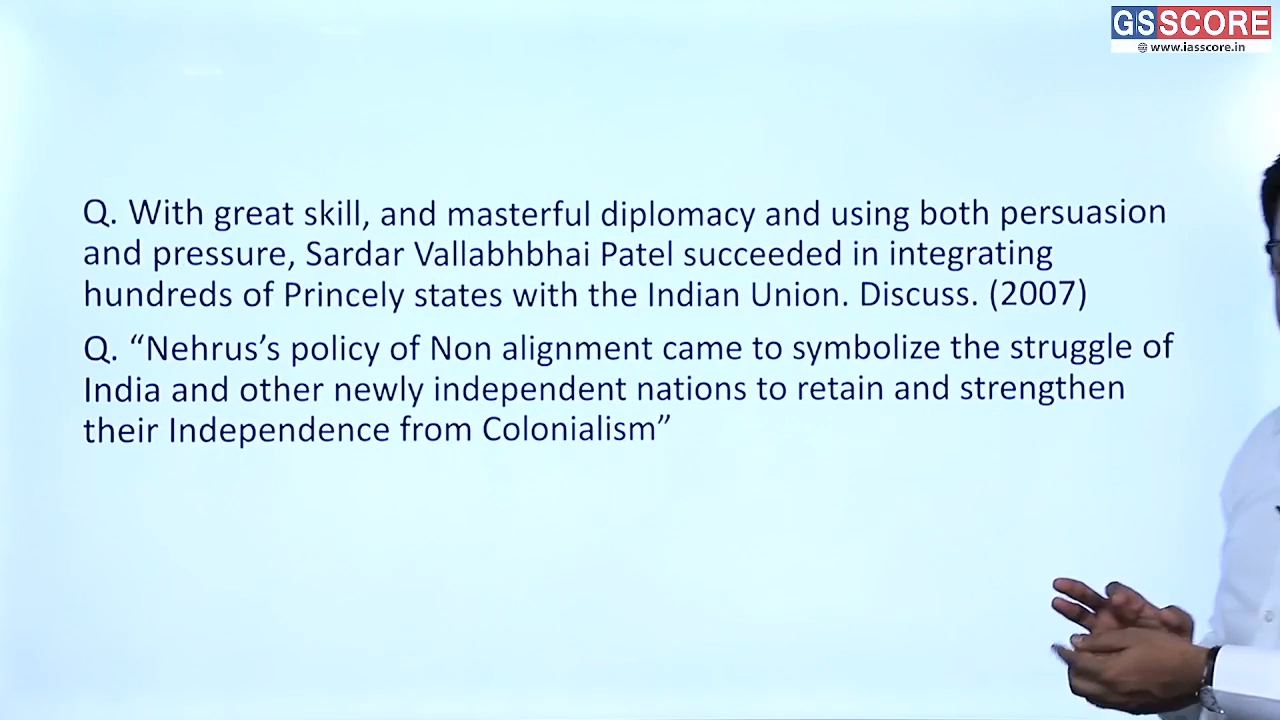 GSSCORE
www.iasscore.in
Q. With great skill, and masterful diplomacy and using both persuasion
and pressure, Sardar Vallabhbhai Patel succeeded in integrating
hundreds of Princely states with the Indian Union. Discuss. (2007)
Q. “Nehrus’s policy of Non alignment came to symbolize the struggle of
India and other newly independent nations to retain and strengthen
their Independence from Colonialism”